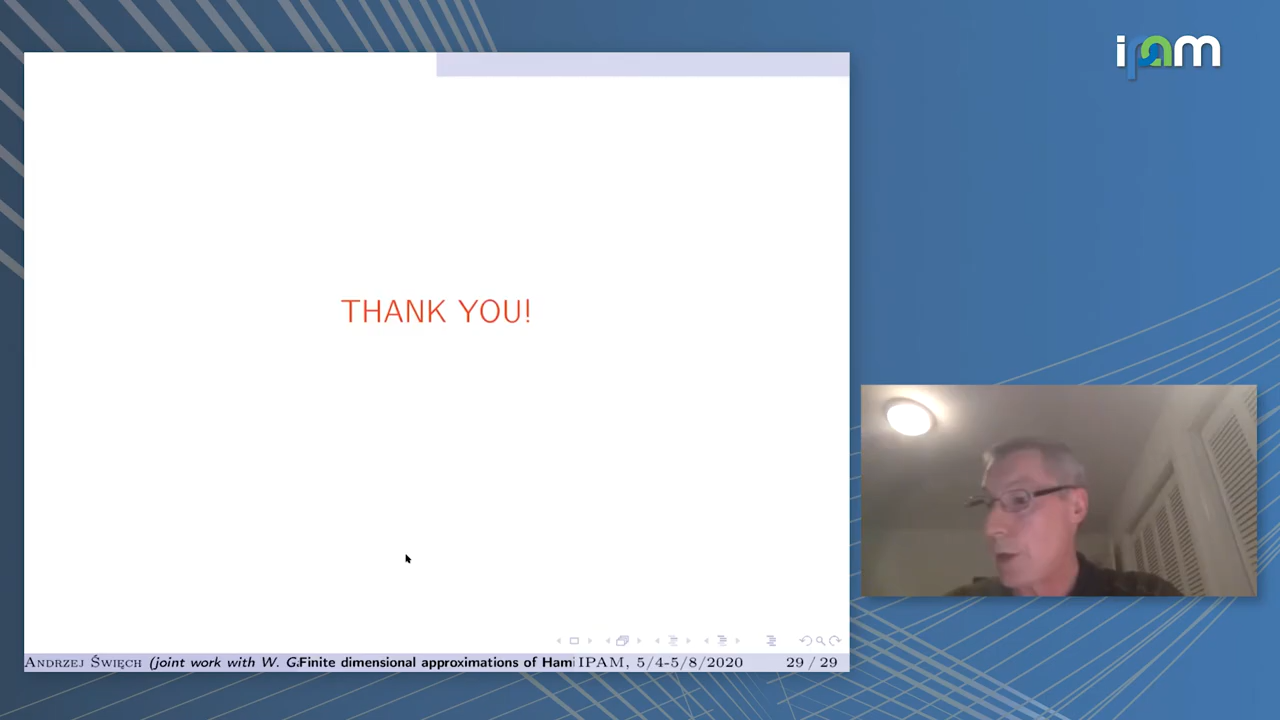 ipam
THANK YOU!
ANDRZEJ ŚWIĘCH (joint work with W. G.Finite dimensional approximations of Ham IPAM, 5/4-5/8/2020 29 / 29